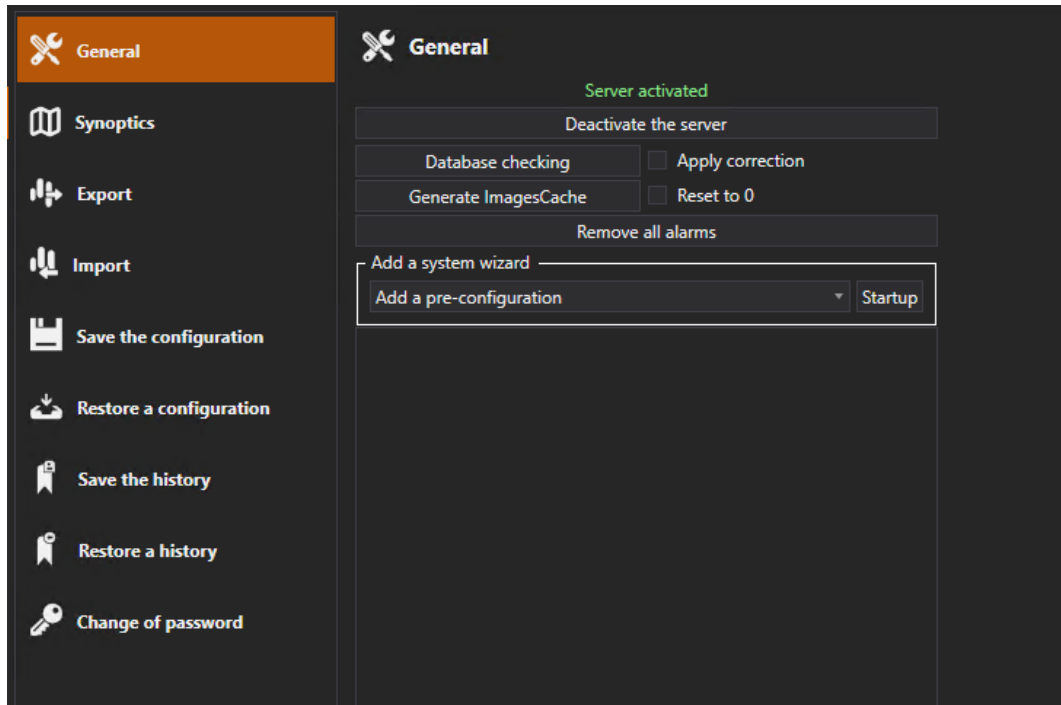 General
Synoptics
Export
Import
Save the configuration
Restore a configuration
Save the history
Restore a history
Change of password
General
Server activated
Deactivate the server
Database checking
Apply correction
Generate ImagesCache
Reset to 0
Remove all alarms
Add a system wizard
Add a pre-configuration
Startup